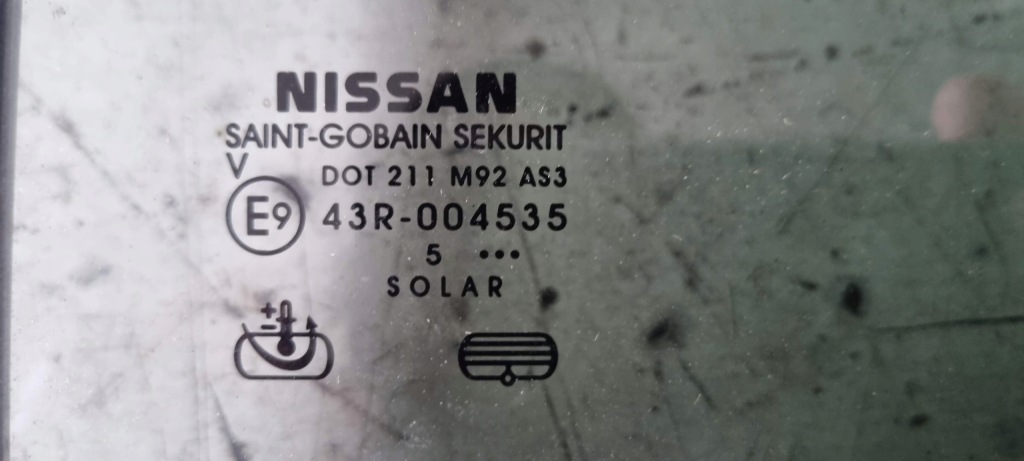 NISSAN
SAINT-GOBAIN SEKURIT
V
DOT 211 M92 AS3
E9 43R-004535
5 •••
SOLAR